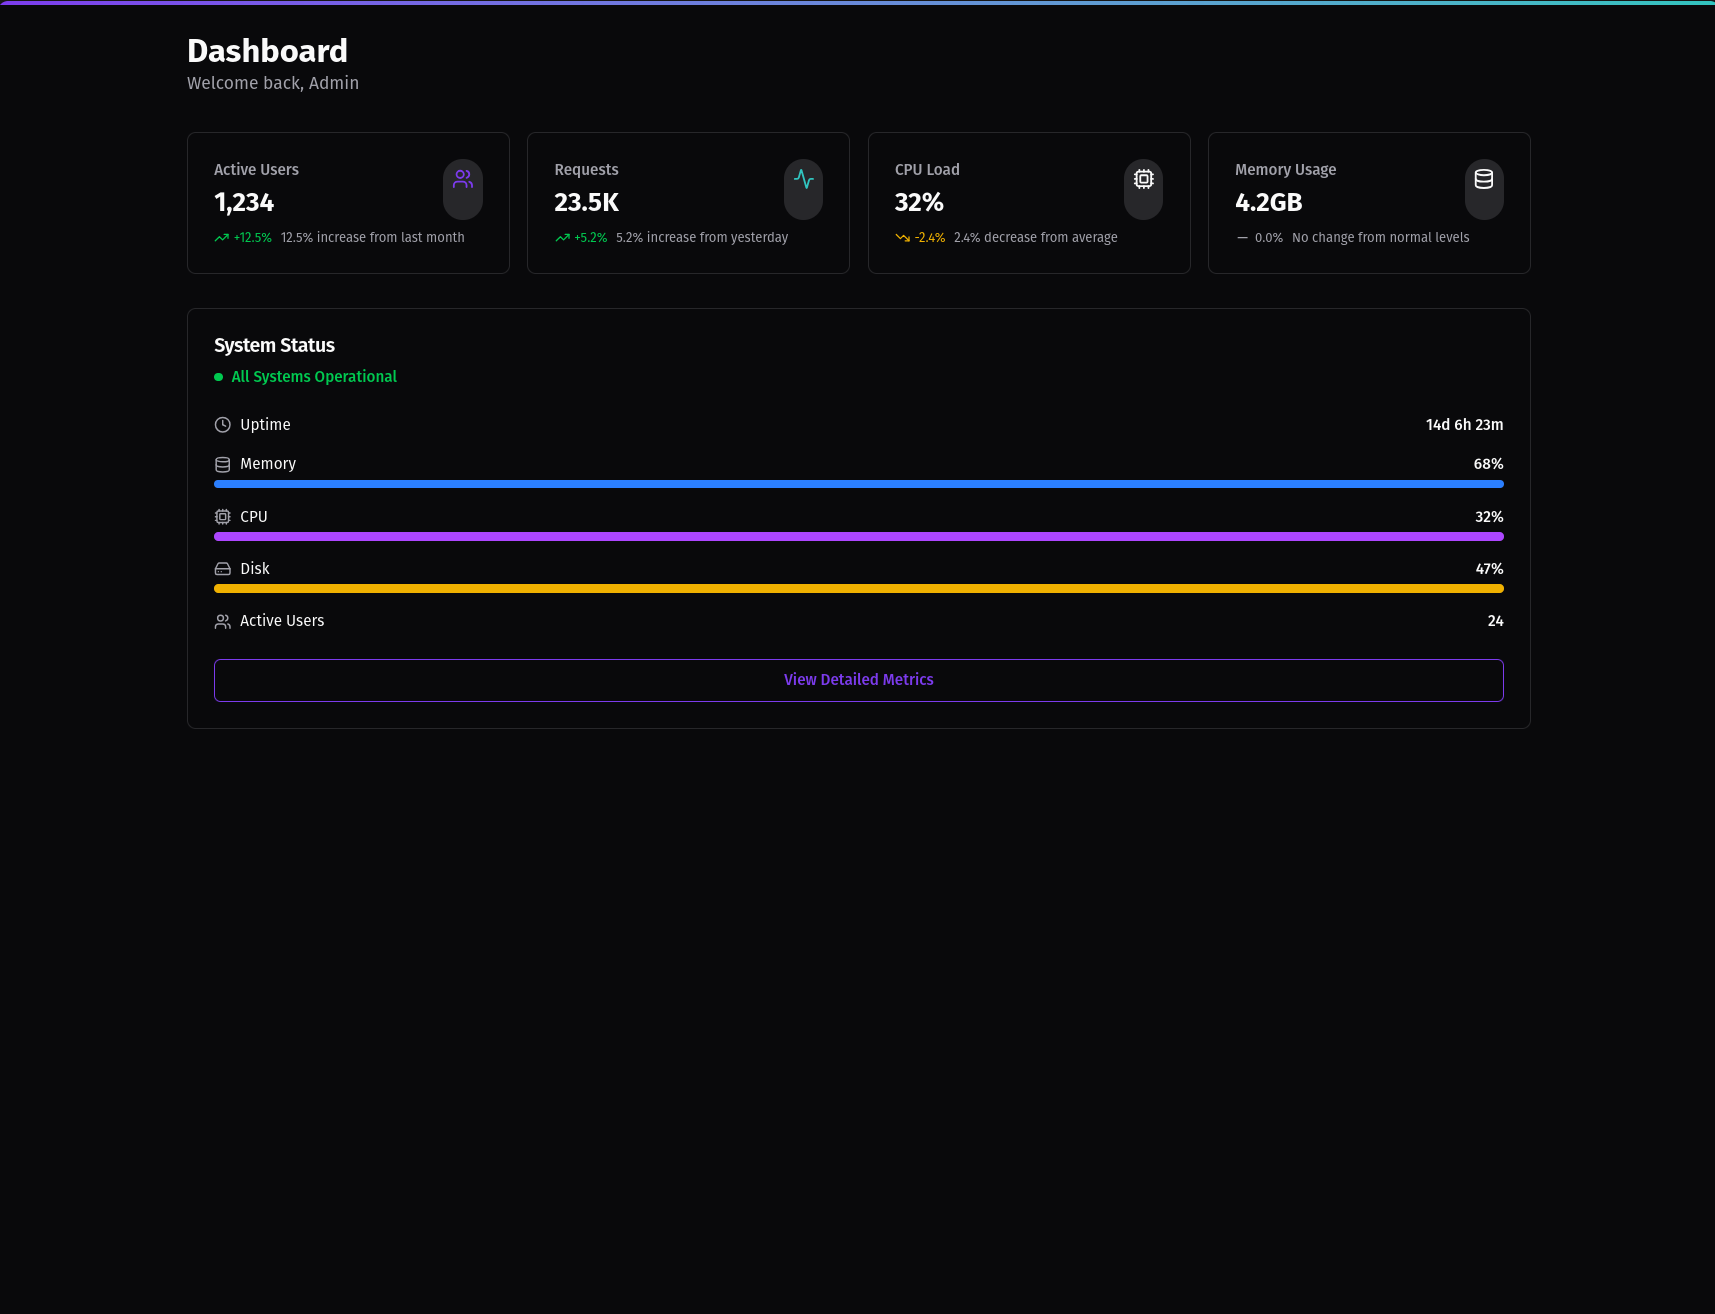 Dashboard
Welcome back, Admin
Active Users
1,234
+12.5% 12.5% increase from last month
Requests
23.5K
+5.2% 5.2% increase from yesterday
CPU Load
32%
-2.4% 2.4% decrease from average
Memory Usage
4.2GB
0.0% No change from normal levels
System Status
All Systems Operational
Uptime 14d 6h 23m
Memory 68%
CPU 32%
Disk 47%
Active Users 24
View Detailed Metrics